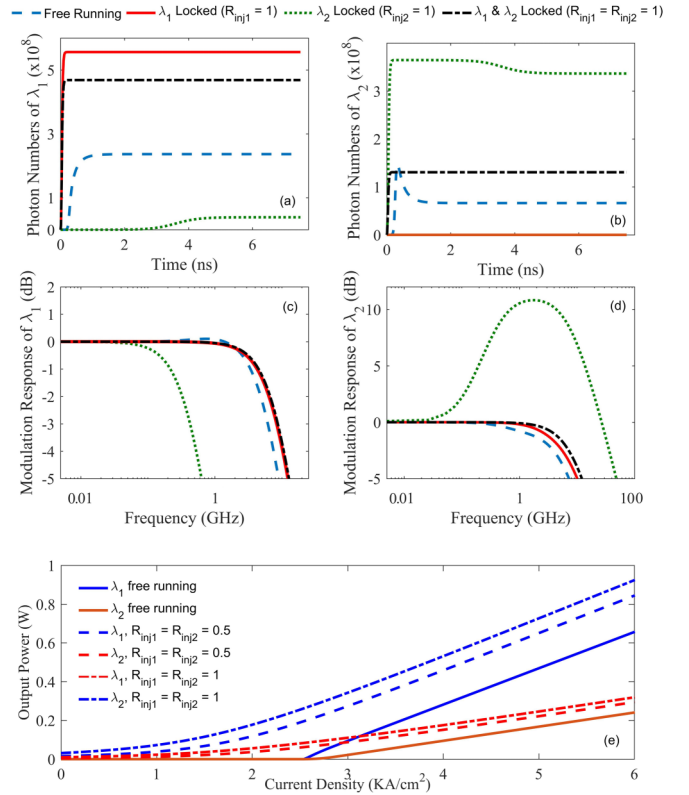 Free Running λ1 Locked (Rinj1 = 1) λ2 Locked (Rinj2 = 1) λ1 & λ2 Locked (Rinj1 = Rinj2 = 1)
Photon Numbers of λ1 (x10^8)
5
2
0
0 2 4 6
Time (ns)
(a)
Photon Numbers of λ2 (x10^8)
3
2
1
0
0 2 4 6
Time (ns)
(b)
Modulation Response of λ1 (dB)
2
1
0
-1
-2
-3
-4
-5
0.01 1
Frequency (GHz)
(c)
Modulation Response of λ2 (dB)
10
5
0
-5
0.01 1 100
Frequency (GHz)
(d)
Output Power (W)
1
0.8
0.6
0.4
0.2
0
0 1 2 3 4 5 6
Current Density (KA/cm²)
λ1 free running
λ2 free running
λ1, Rinj1 = Rinj2 = 0.5
λ2, Rinj1 = Rinj2 = 0.5
λ1, Rinj1 = Rinj2 = 1
λ2, Rinj1 = Rinj2 = 1
(e)